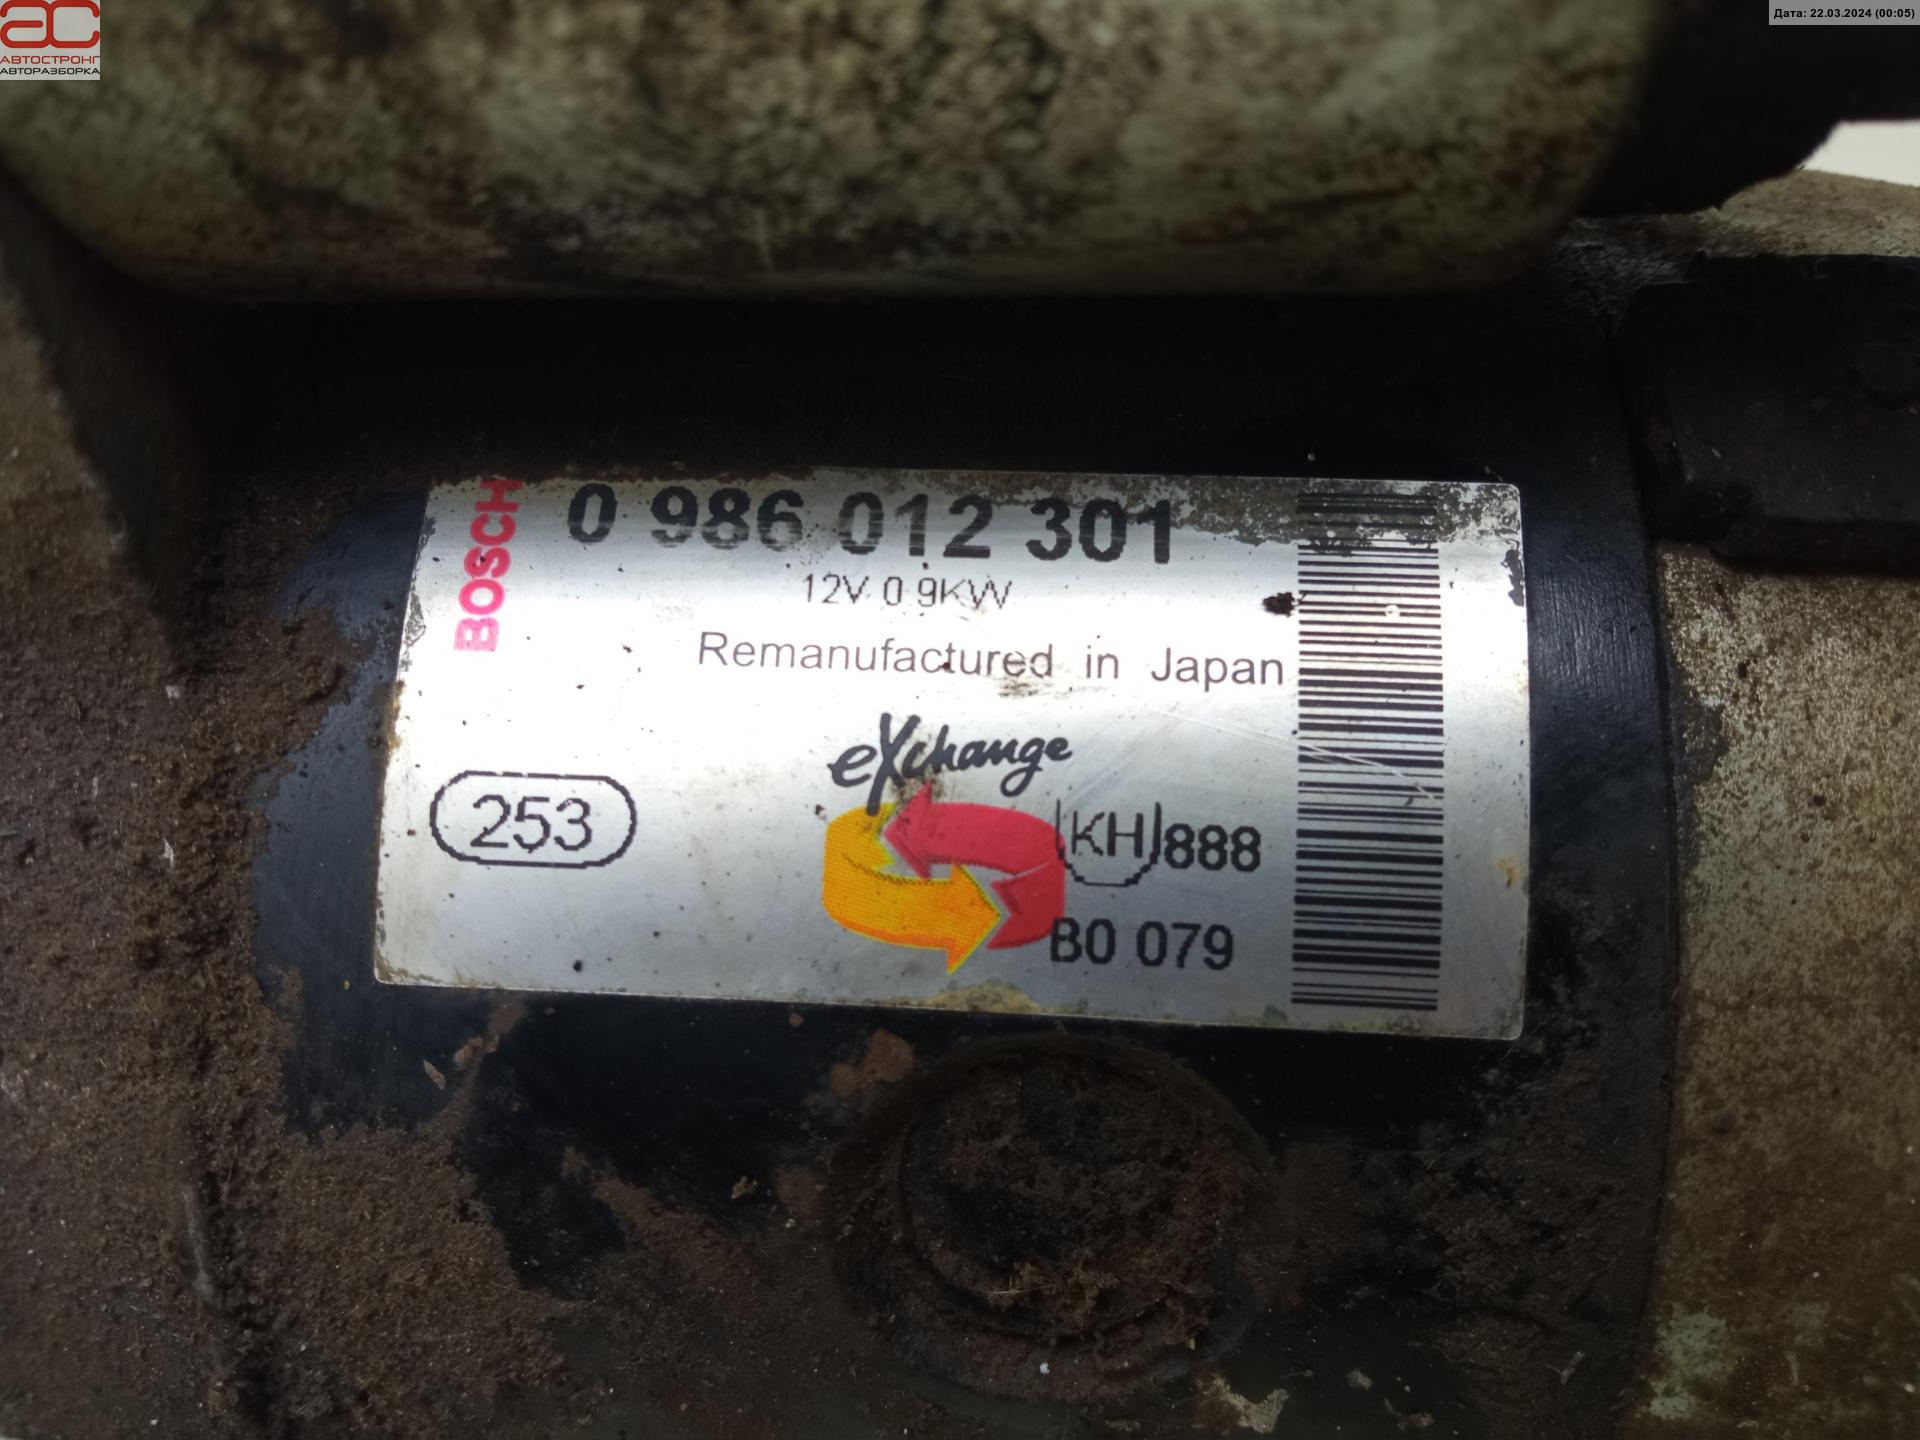 ac
АВТОСТРОНГ
АВТОРАЗБОРКА
Дата: 22.03.2024 (00:05)
BOSCH
0 986 012 301
12V 0.9KW
Remanufactured in Japan
eXchange
253
KH 888
B0 079